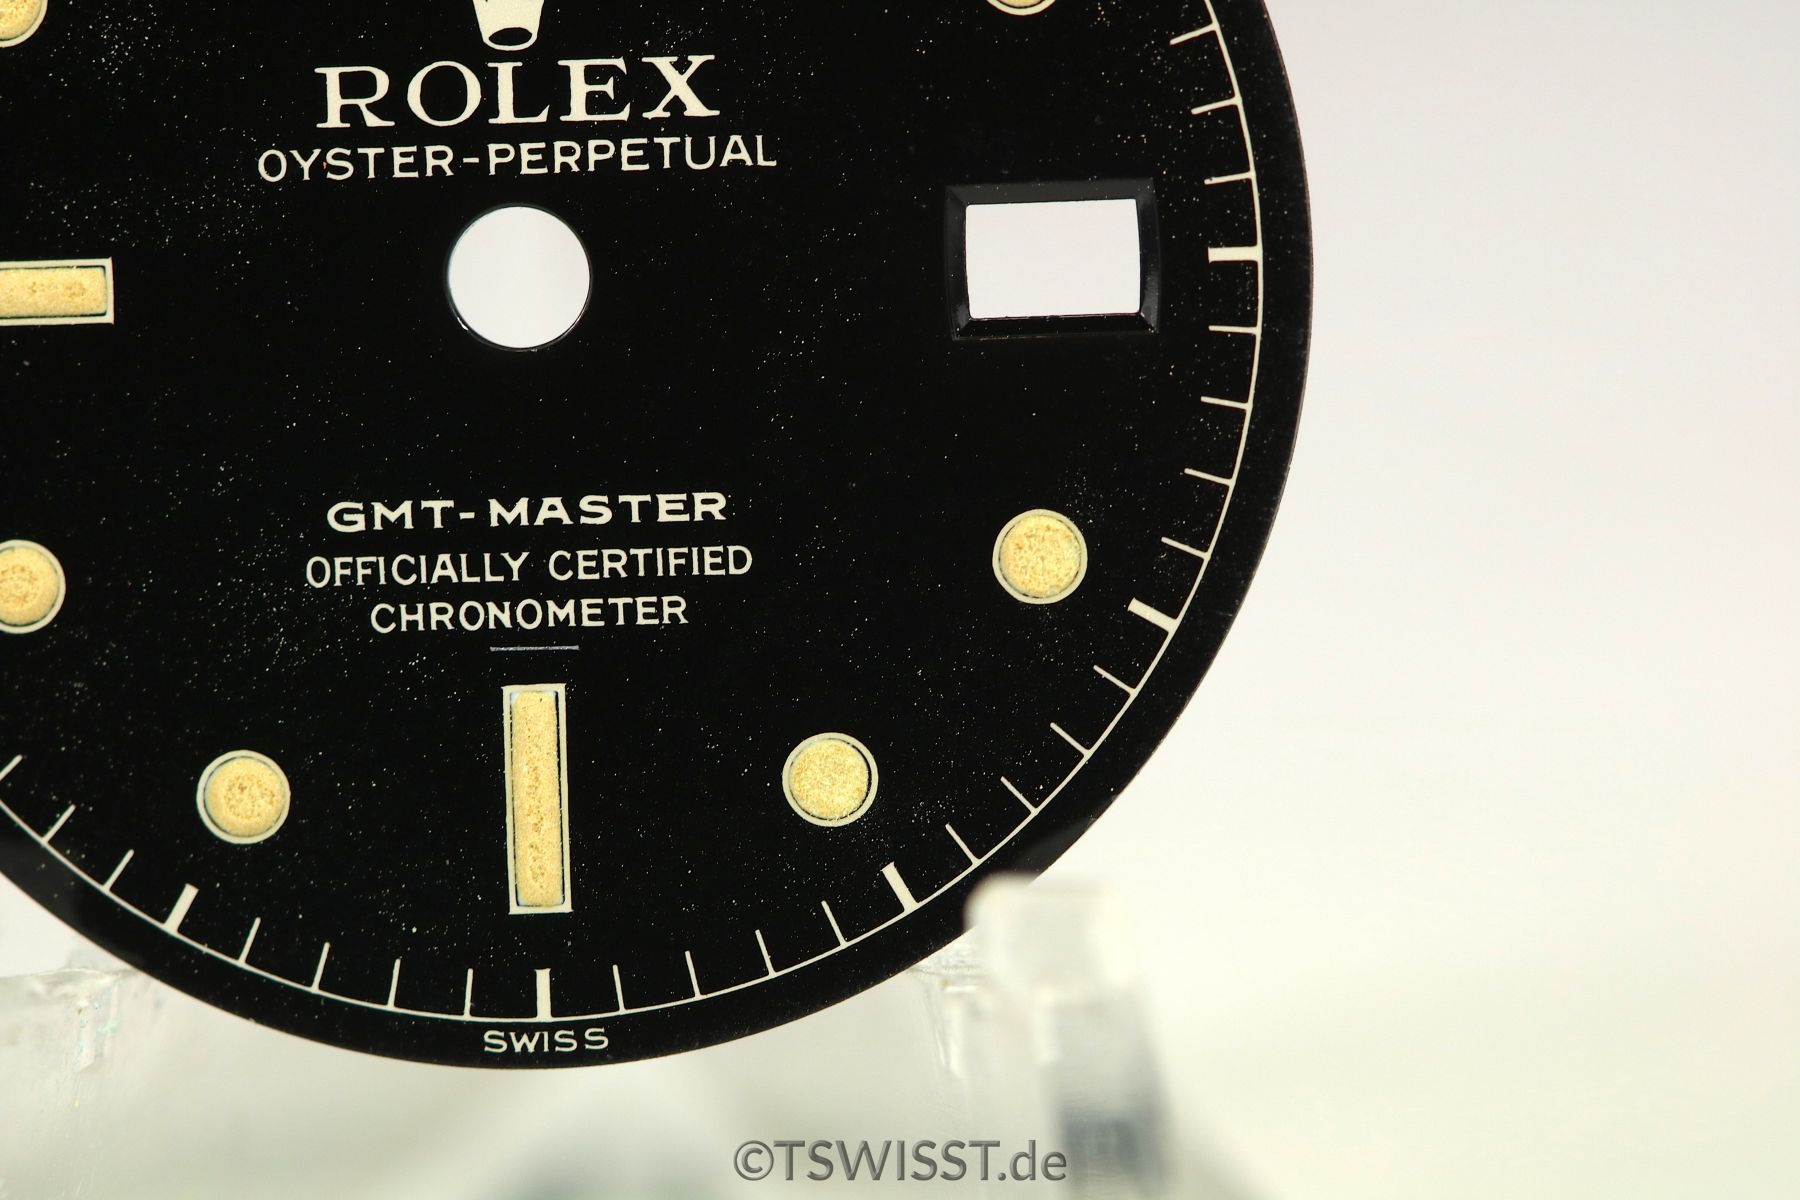 ROLEX
OYSTER-PERPETUAL
GMT-MASTER
OFFICIALLY CERTIFIED
CHRONOMETER
SWISS
©TSWISST.de